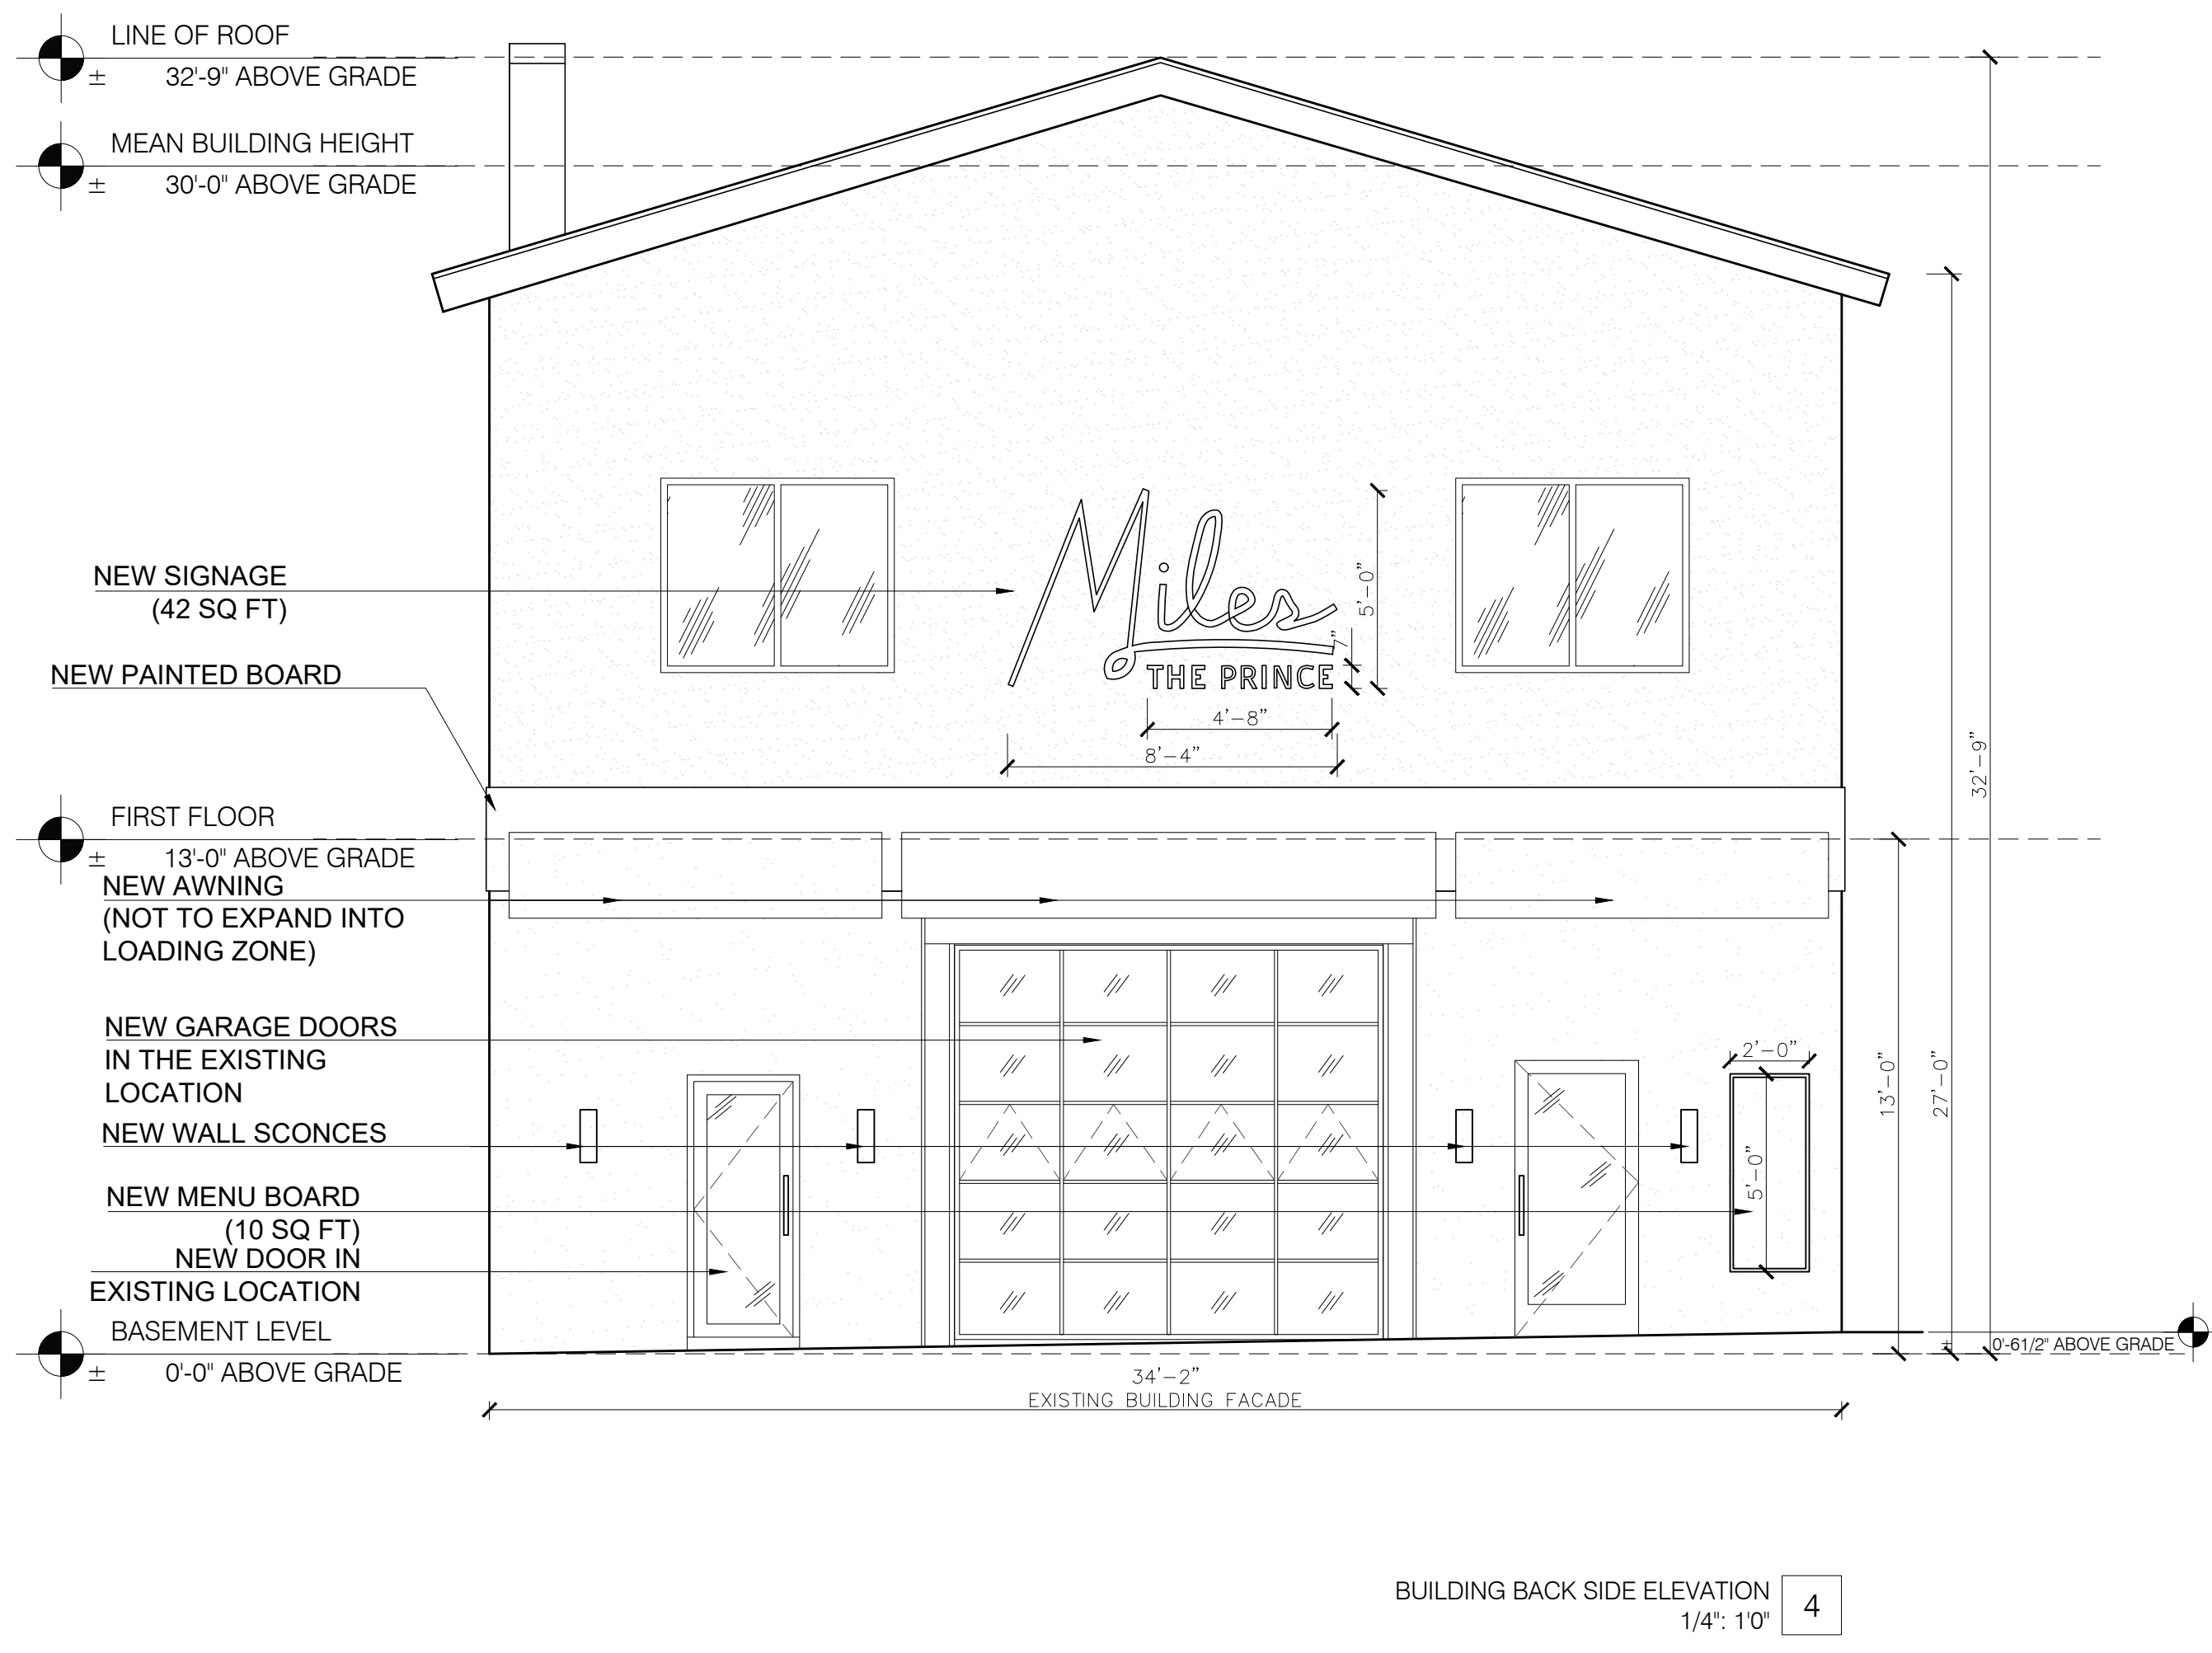 LINE OF ROOF
± 32'-9" ABOVE GRADE
MEAN BUILDING HEIGHT
± 30'-0" ABOVE GRADE
NEW SIGNAGE
(42 SQ FT)
Miles
THE PRINCE
5'-0"
7"
4'-8"
8'-4"
NEW PAINTED BOARD
32'-9"
FIRST FLOOR
± 13'-0" ABOVE GRADE
NEW AWNING
(NOT TO EXPAND INTO
LOADING ZONE)
NEW GARAGE DOORS
IN THE EXISTING
LOCATION
2'-0"
13'-0"
27'-0"
NEW WALL SCONCES
5'-0"
NEW MENU BOARD
(10 SQ FT)
NEW DOOR IN
EXISTING LOCATION
BASEMENT LEVEL
± 0'-0" ABOVE GRADE
± 0'-61/2" ABOVE GRADE
34'-2"
EXISTING BUILDING FACADE
BUILDING BACK SIDE ELEVATION
1/4": 1'0"
4